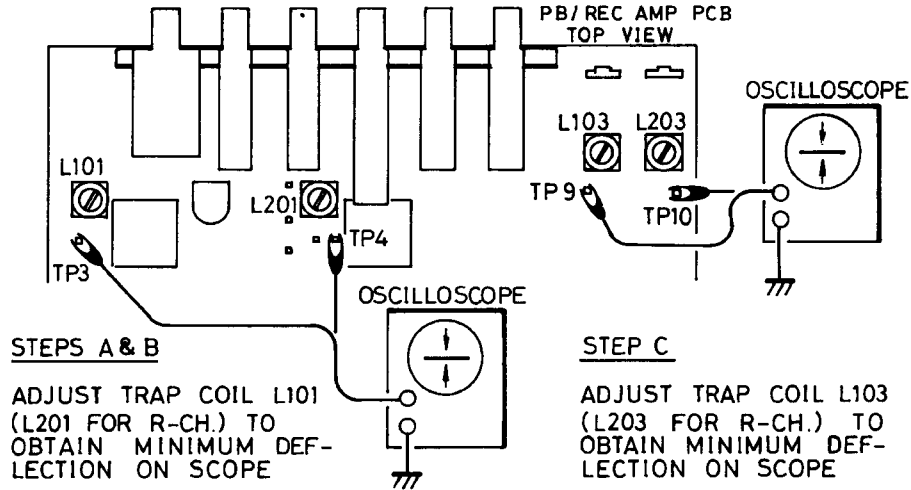 PB/REC AMP PCB
TOP VIEW
OSCILLOSCOPE
L103 L203
L101
L201
TP9
TP10
TP3
TP4
OSCILLOSCOPE
STEPS A & B
ADJUST TRAP COIL L101
(L201 FOR R-CH.) TO
OBTAIN MINIMUM DEF-
LECTION ON SCOPE
STEP C
ADJUST TRAP COIL L103
(L203 FOR R-CH.) TO
OBTAIN MINIMUM DEF-
LECTION ON SCOPE